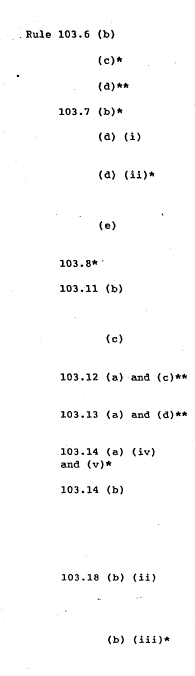 Rule 103.6 (b)
(c)*
(d)**
103.7 (b)*
(d) (i)
(d) (ii)*
(e)
103.8*
103.11 (b)
(c)
103.12 (a) and (c)**
103.13 (a) and (d)**
103.14 (a) (iv)
and (v)*
103.14 (b)
103.18 (b) (ii)
(b) (iii)*